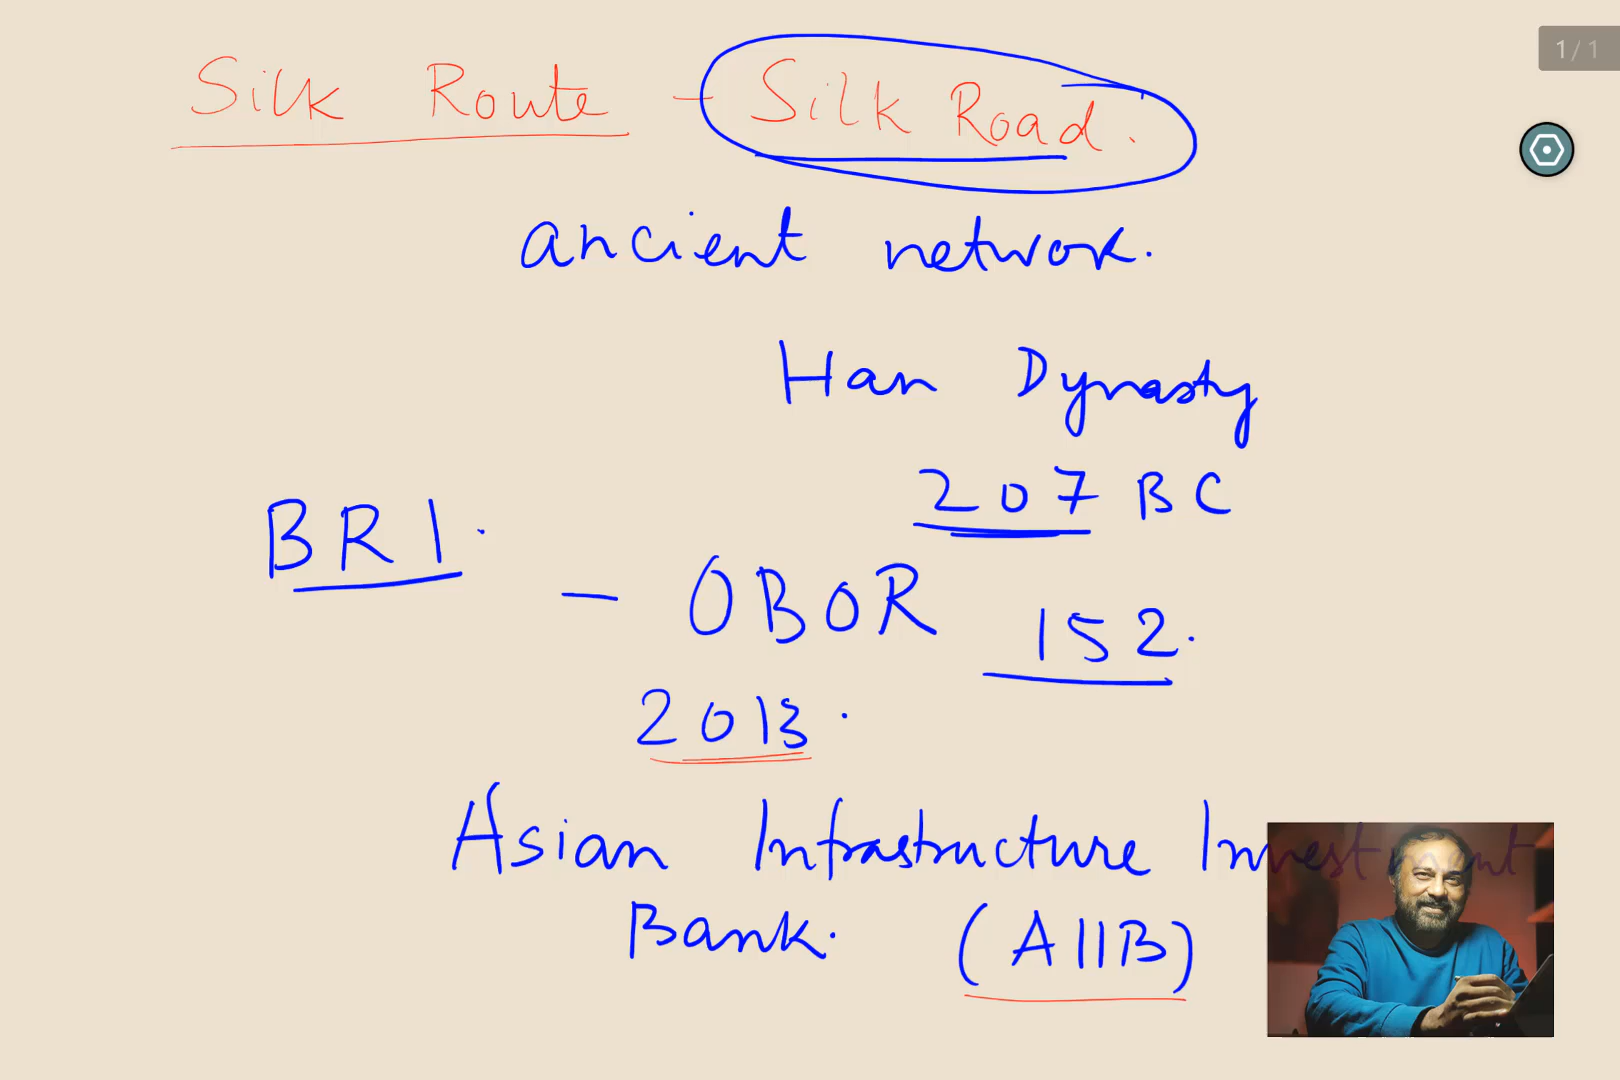 1 / 1
Silk Route - Silk Road.
ancient network.
Han Dynasty
207 BC
BRI.
- OBOR 152.
2013.
Asian Infrastructure Investment
Bank. (AIIB)